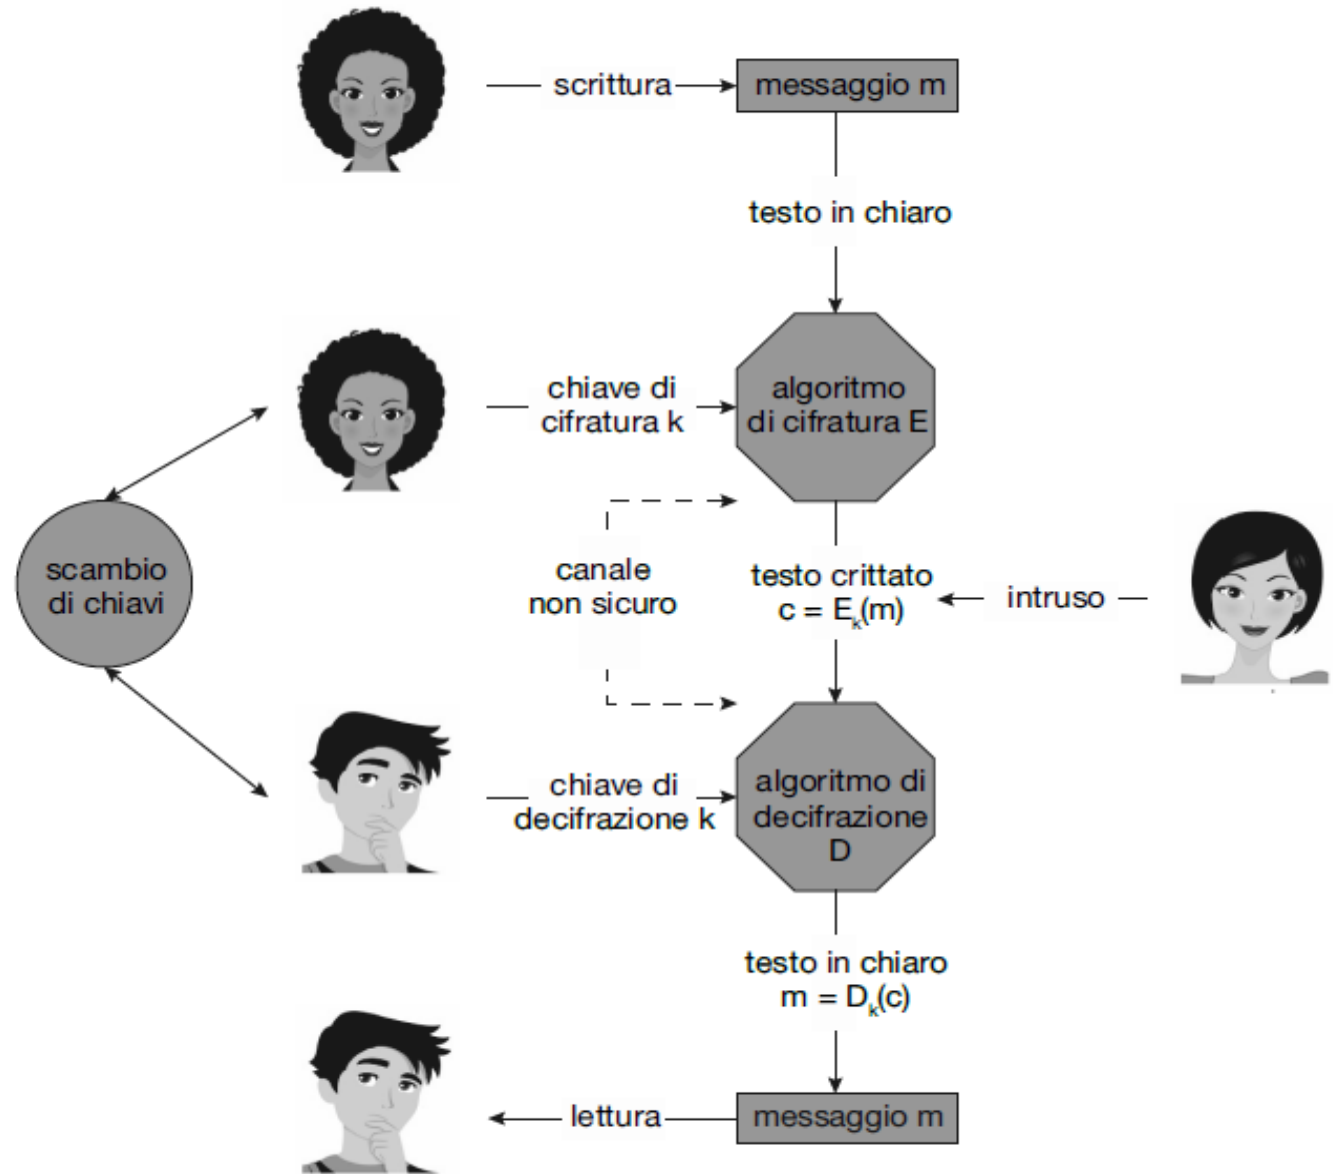 scrittura
messaggio m
testo in chiaro
chiave di
cifratura k
algoritmo
di cifratura E
scambio
di chiavi
canale
non sicuro
testo crittato
c = Eₖ(m)
intruso
chiave di
decifrazione k
algoritmo di
decifrazione
D
testo in chiaro
m = Dₖ(c)
lettura
messaggio m